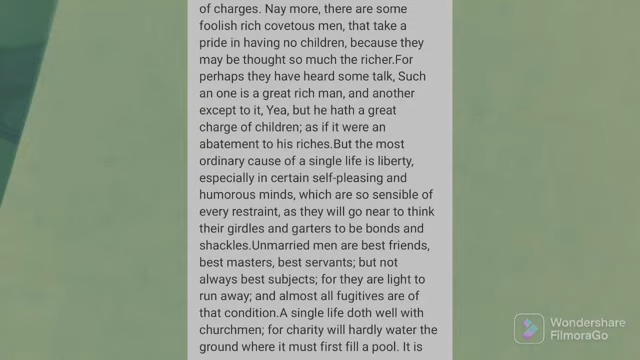 of charges. Nay more, there are some
foolish rich covetous men, that take a
pride in having no children, because they
may be thought so much the richer.For
perhaps they have heard some talk, Such
an one is a great rich man, and another
except to it, Yea, but he hath a great
charge of children; as if it were an
abatement to his riches.But the most
ordinary cause of a single life is liberty,
especially in certain self-pleasing and
humorous minds, which are so sensible of
every restraint, as they will go near to think
their girdles and garters to be bonds and
shackles.Unmarried men are best friends,
best masters, best servants; but not
always best subjects; for they are light to
run away; and almost all fugitives are of
that condition.A single life doth well with
churchmen; for charity will hardly water the
ground where it must first fill a pool. It is
Wondershare
FilmoraGo